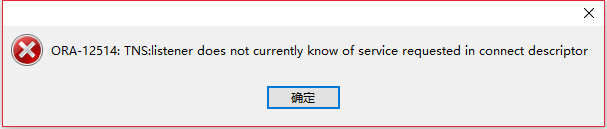 ORA-12514: TNS:listener does not currently know of service requested in connect descriptor
确定